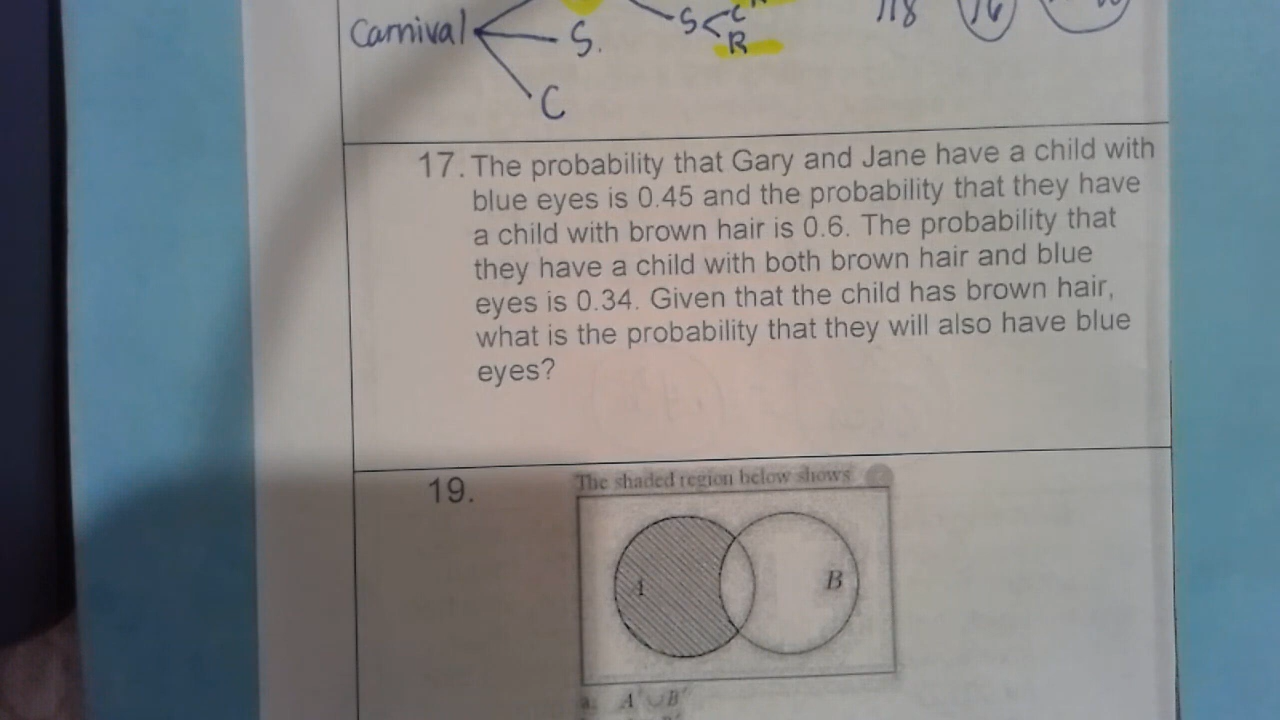 Carnival
S.
S
C
R
C
118
16
17. The probability that Gary and Jane have a child with
blue eyes is 0.45 and the probability that they have
a child with brown hair is 0.6. The probability that
they have a child with both brown hair and blue
eyes is 0.34. Given that the child has brown hair,
what is the probability that they will also have blue
eyes?
19.
The shaded region below shows
A
B
a.